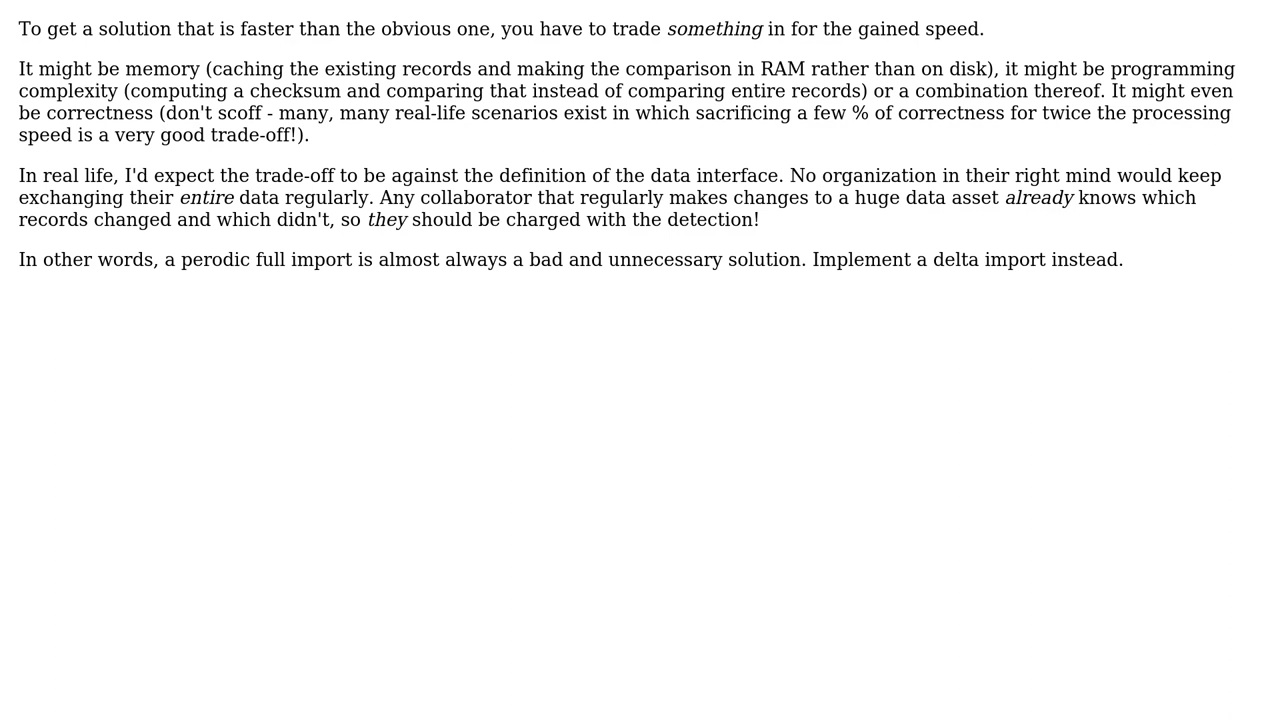 To get a solution that is faster than the obvious one, you have to trade something in for the gained speed.
It might be memory (caching the existing records and making the comparison in RAM rather than on disk), it might be programming
complexity (computing a checksum and comparing that instead of comparing entire records) or a combination thereof. It might even
be correctness (don't scoff - many, many real-life scenarios exist in which sacrificing a few % of correctness for twice the processing
speed is a very good trade-off!).
In real life, I'd expect the trade-off to be against the definition of the data interface. No organization in their right mind would keep
exchanging their entire data regularly. Any collaborator that regularly makes changes to a huge data asset already knows which
records changed and which didn't, so they should be charged with the detection!
In other words, a perodic full import is almost always a bad and unnecessary solution. Implement a delta import instead.